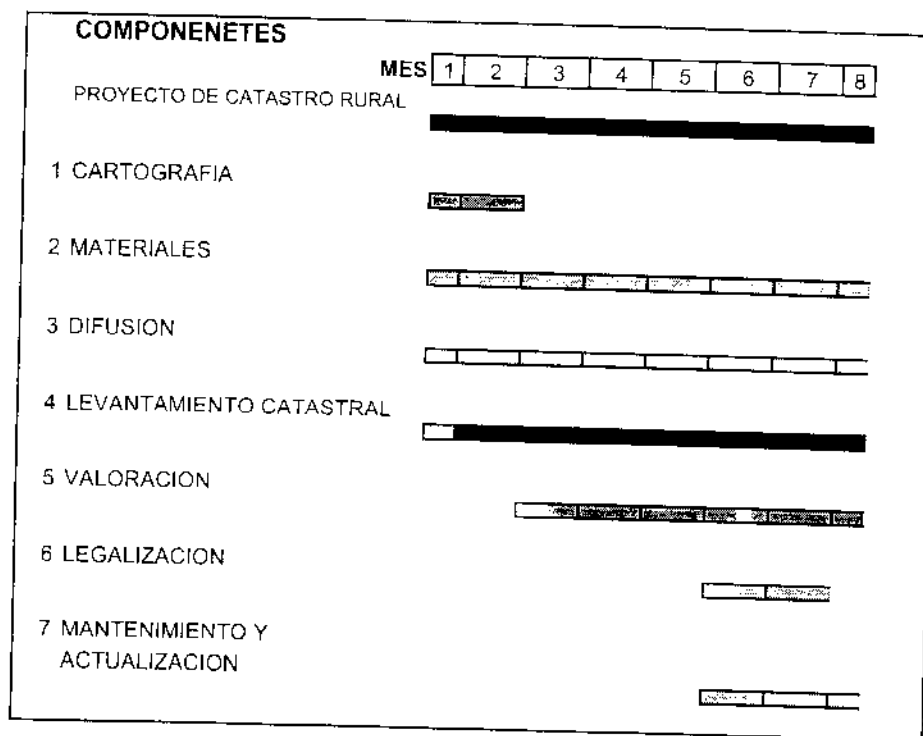 COMPONENETES
MES 1 2 3 4 5 6 7 8
PROYECTO DE CATASTRO RURAL
1 CARTOGRAFIA
2 MATERIALES
3 DIFUSION
4 LEVANTAMIENTO CATASTRAL
5 VALORACION
6 LEGALIZACION
7 MANTENIMIENTO Y
ACTUALIZACION